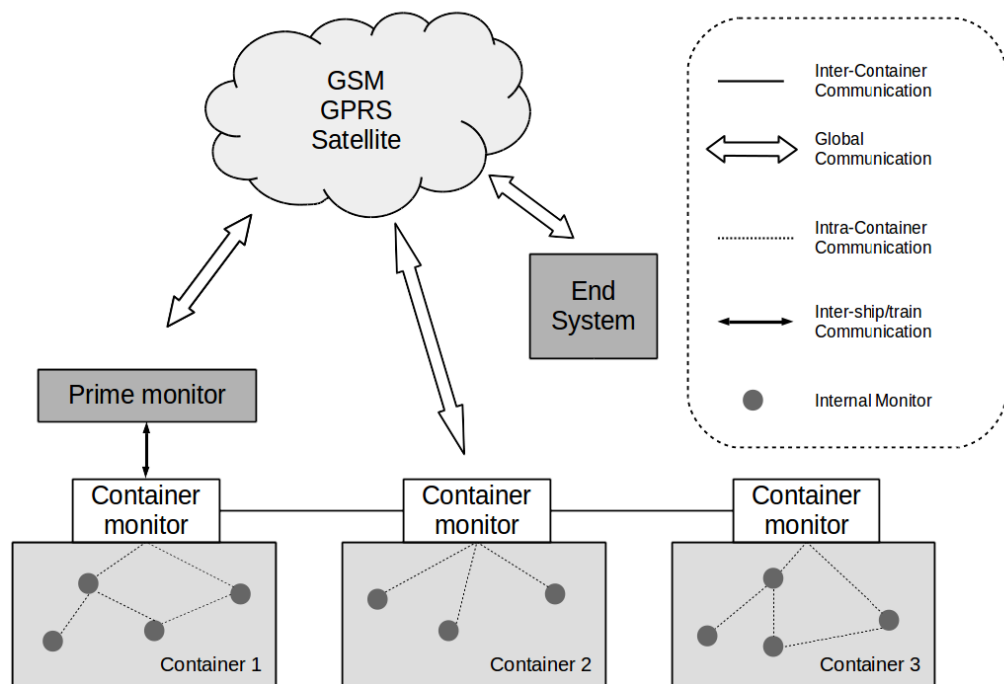 GSM
GPRS
Satellite
Inter-Container
Communication
Global
Communication
Intra-Container
Communication
Inter-ship/train
Communication
Internal Monitor
End
System
Prime monitor
Container
monitor
Container
monitor
Container
monitor
Container 1
Container 2
Container 3